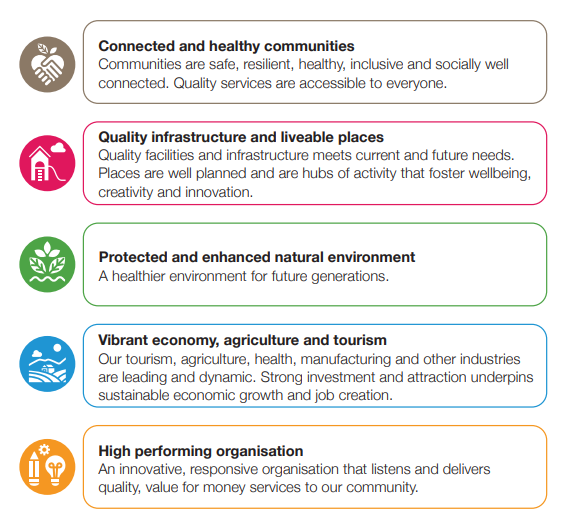 Connected and healthy communities
Communities are safe, resilient, healthy, inclusive and socially well
connected. Quality services are accessible to everyone.
Quality infrastructure and liveable places
Quality facilities and infrastructure meets current and future needs.
Places are well planned and are hubs of activity that foster wellbeing,
creativity and innovation.
Protected and enhanced natural environment
A healthier environment for future generations.
Vibrant economy, agriculture and tourism
Our tourism, agriculture, health, manufacturing and other industries
are leading and dynamic. Strong investment and attraction underpins
sustainable economic growth and job creation.
High performing organisation
An innovative, responsive organisation that listens and delivers
quality, value for money services to our community.